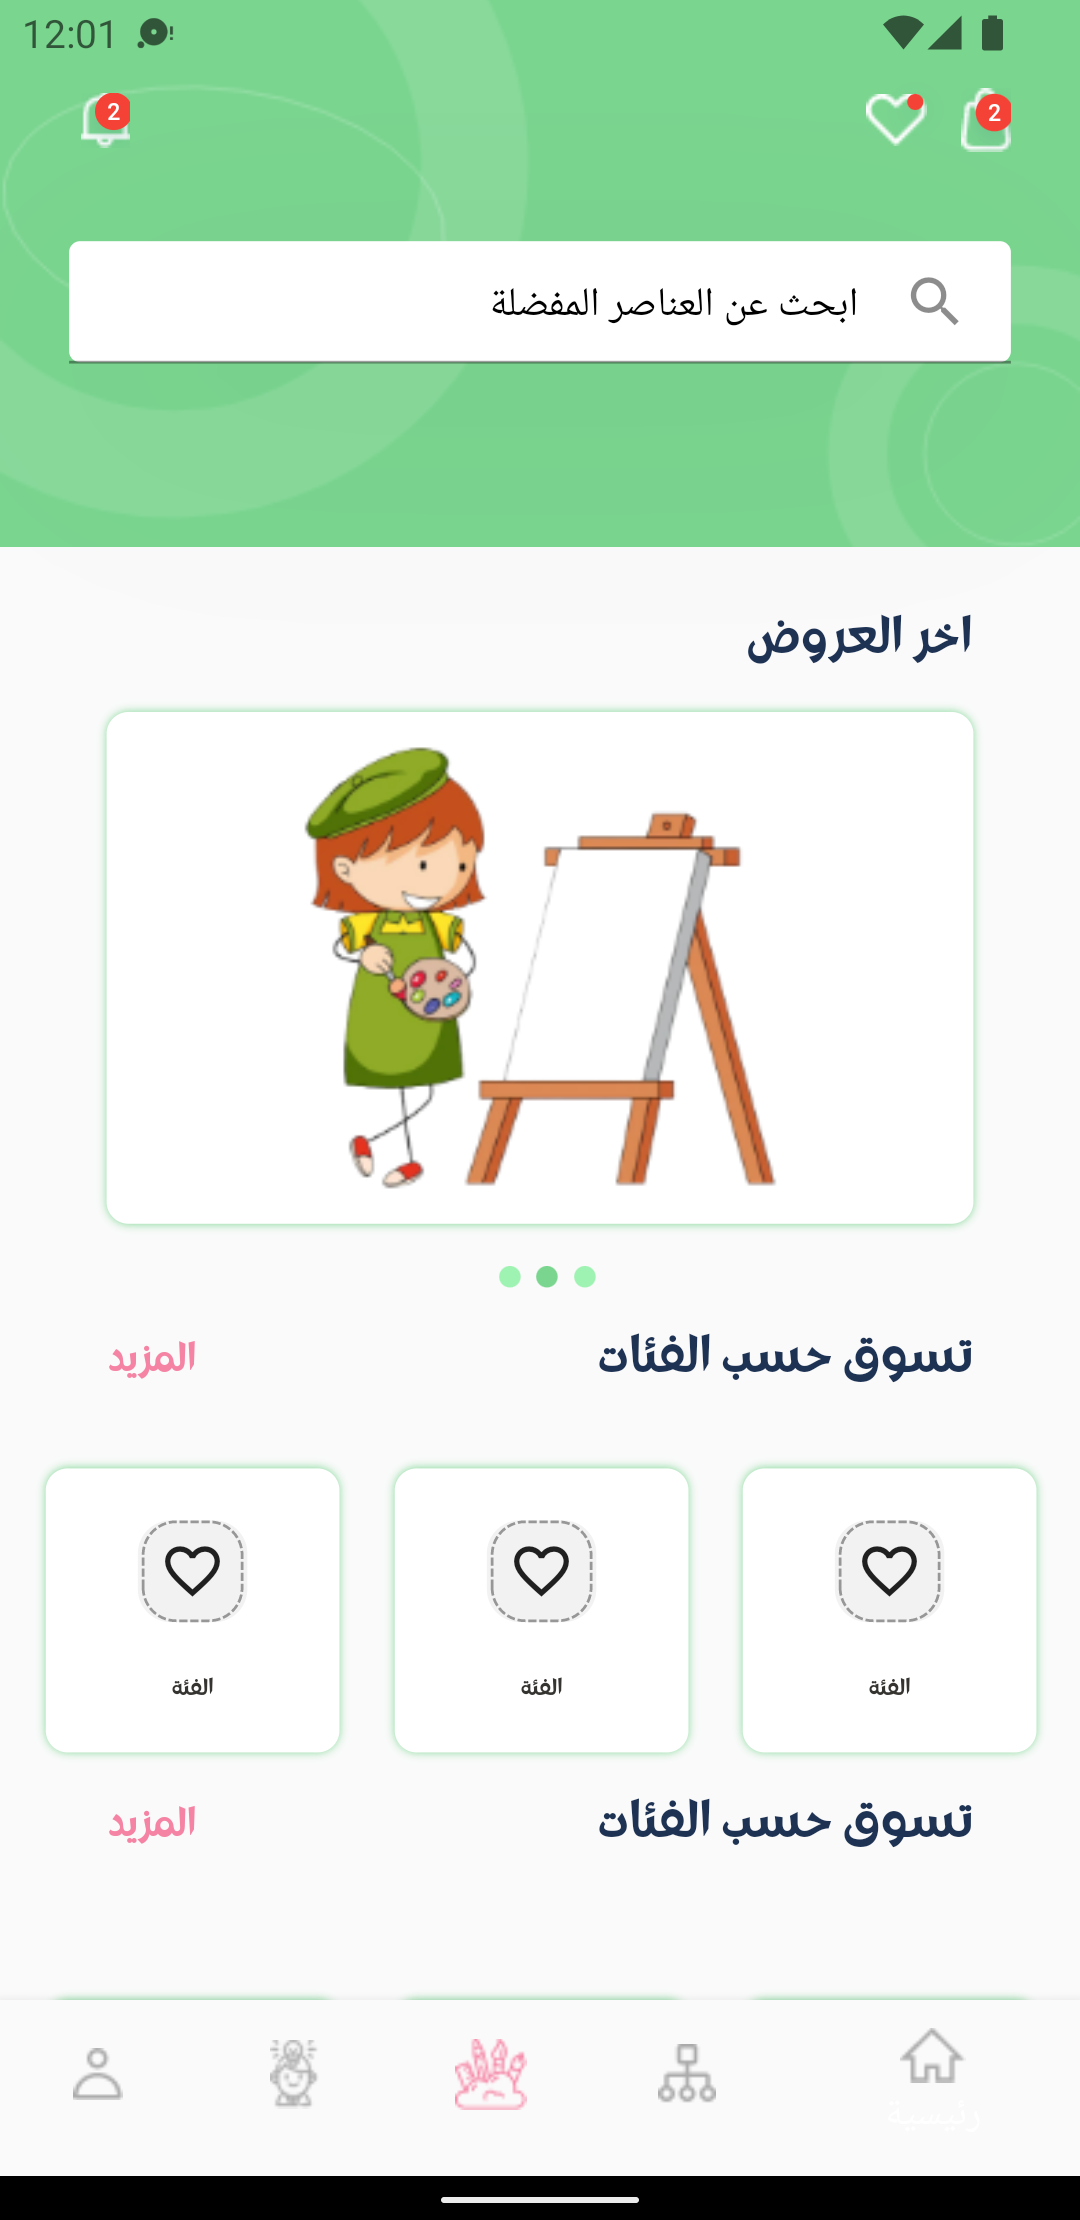 12:01
2
2
ابحث عن العناصر المفضلة
اخر العروض
تسوق حسب الفئات
المزيد
الفئة
الفئة
الفئة
تسوق حسب الفئات
المزيد
رئيسية